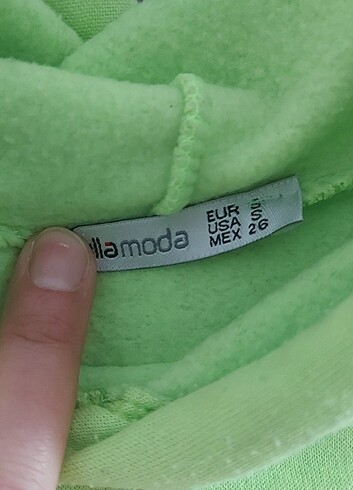 llamoda
EUR S
USA S
MEX 26